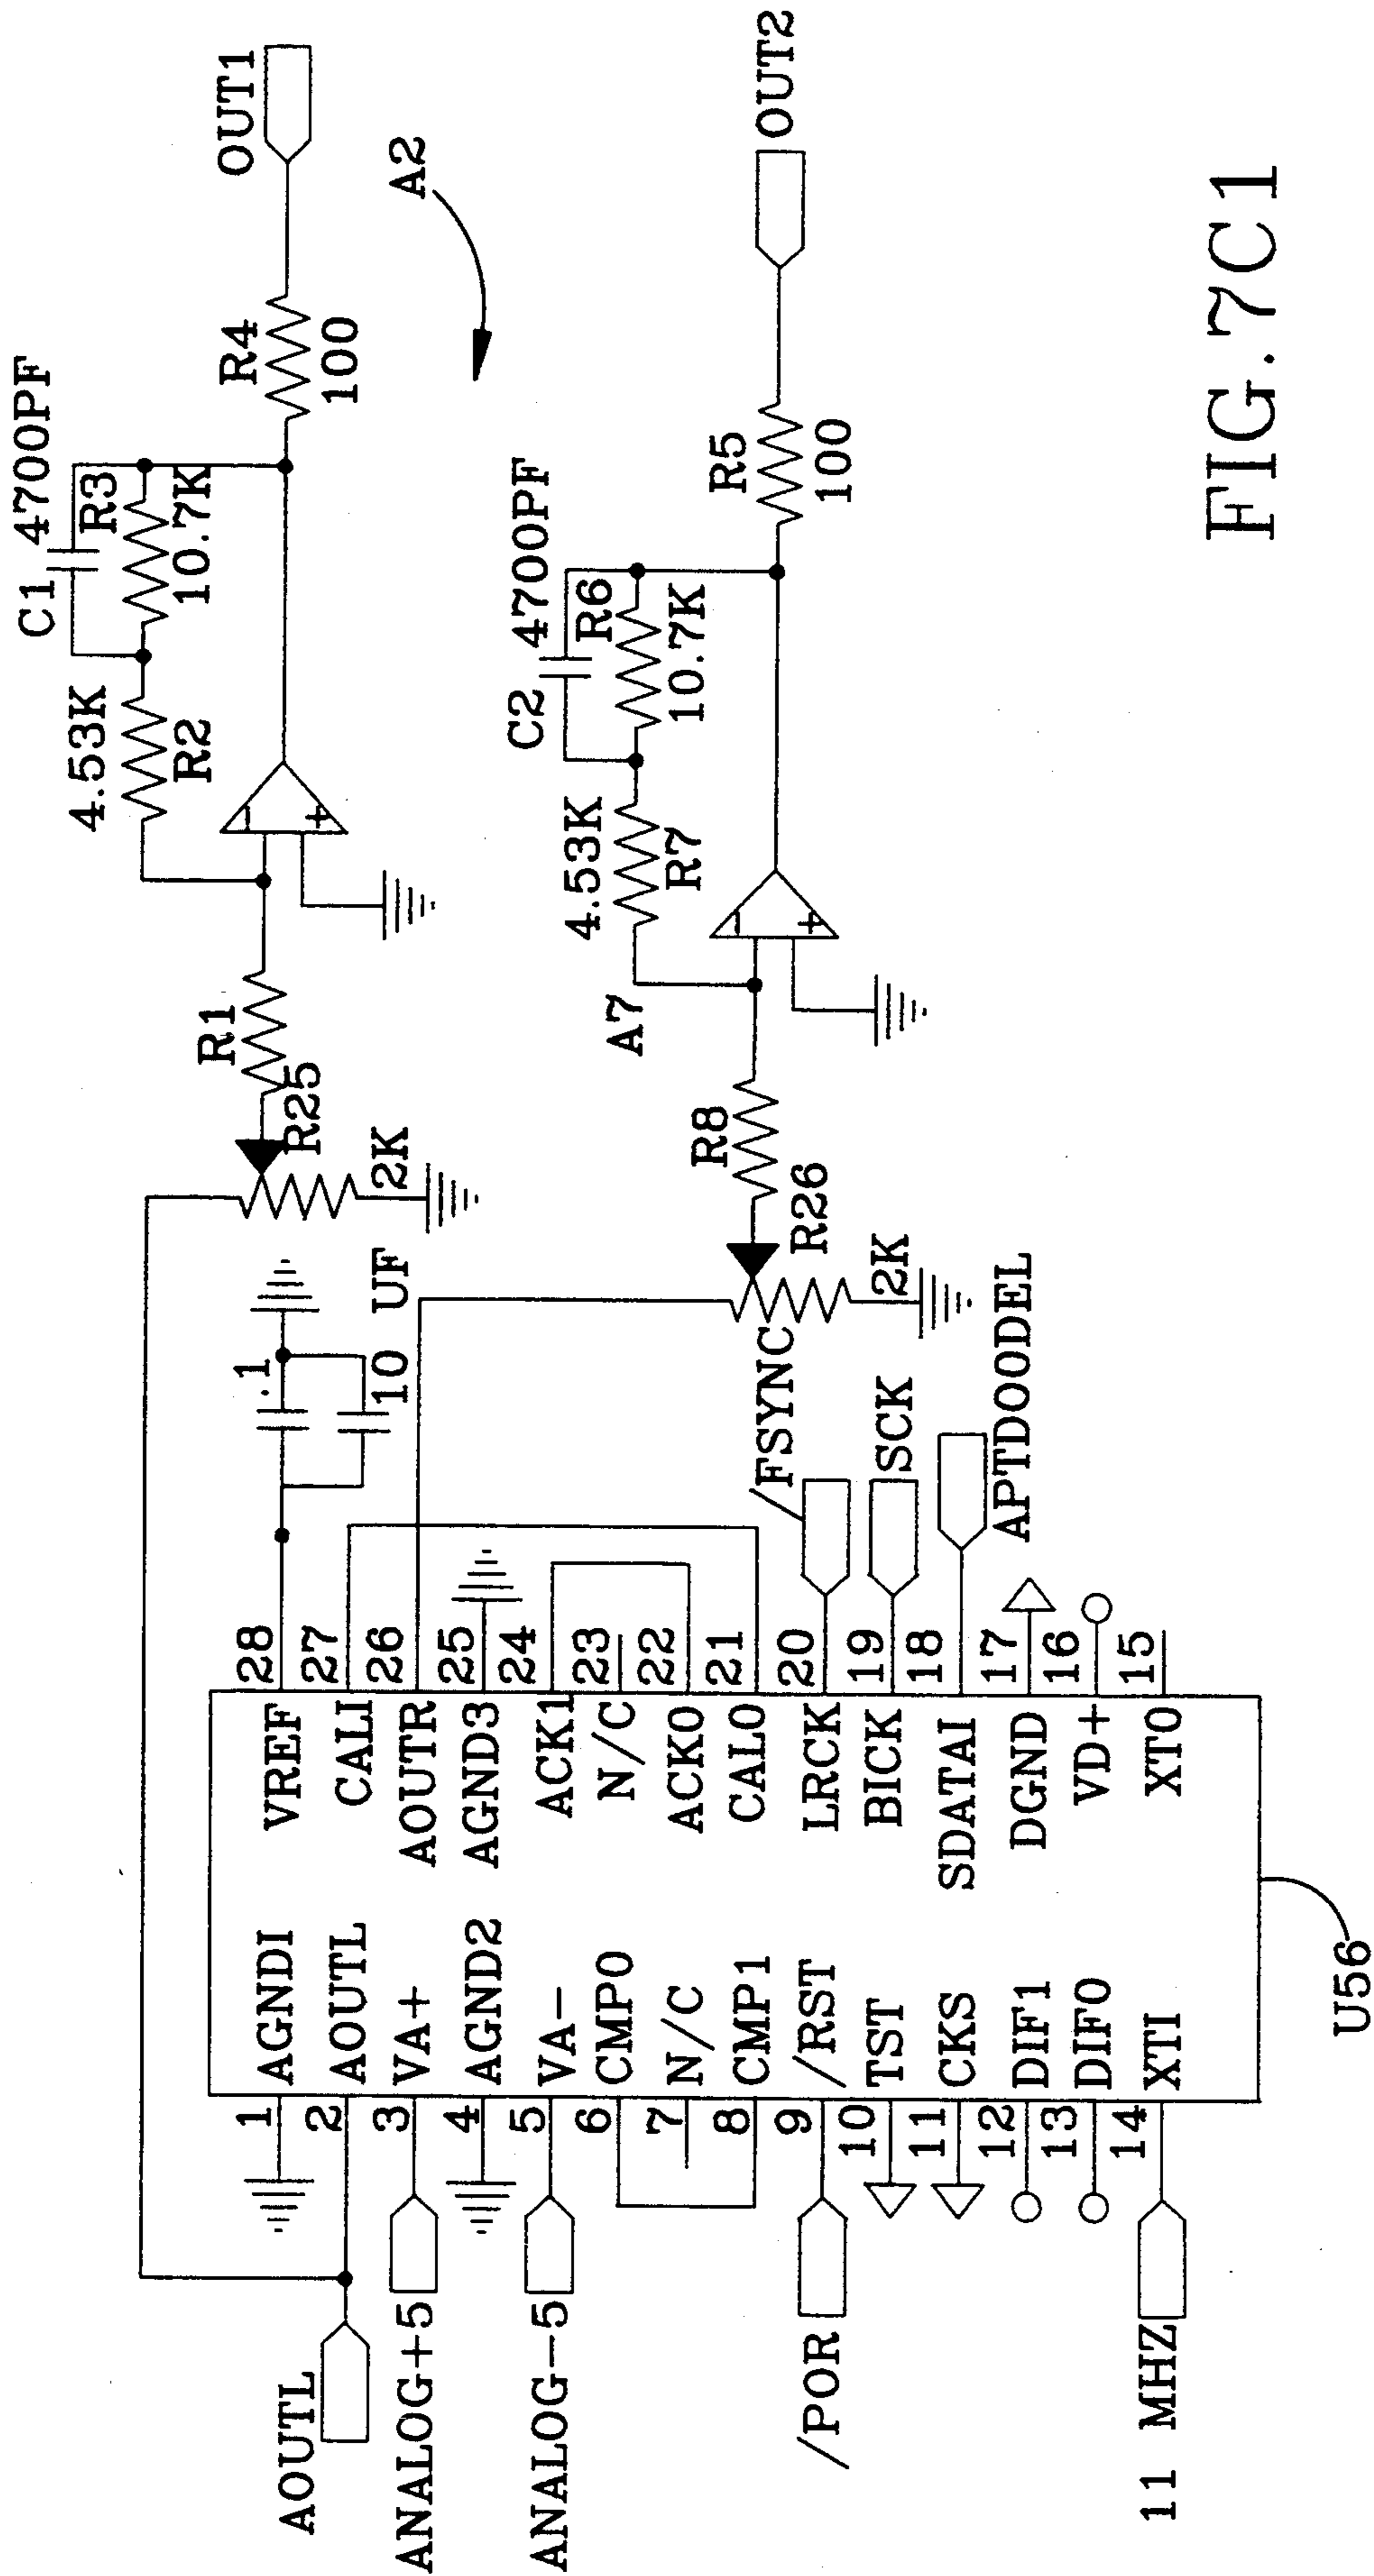 OUT1
A2
R4
100
C1
4700PF
R3
10.7K
4.53K
R2
R1
R25
2K
OUT2
R5
100
C2
4700PF
R6
10.7K
4.53K
R7
A7
R8
R26
2K
.1
10
UF
/FSYNC
SCK
APTDOODEL
28
27
26
25
24
23
22
21
20
19
18
17
16
15
VREF
CALI
AOUTR
AGND3
ACK1
N/C
ACK0
CALO
LRCK
BICK
SDATAI
DGND
VD+
XTO
AGNDI
AOUTL
VA+
AGND2
VA-
CMP0
N/C
CMP1
/RST
TST
CKS
DIF1
DIF0
XTI
1
2
3
4
5
6
7
8
9
10
11
12
13
14
AOUTL
ANALOG+5
ANALOG-5
/POR
11 MHZ
U56
FIG.7C1